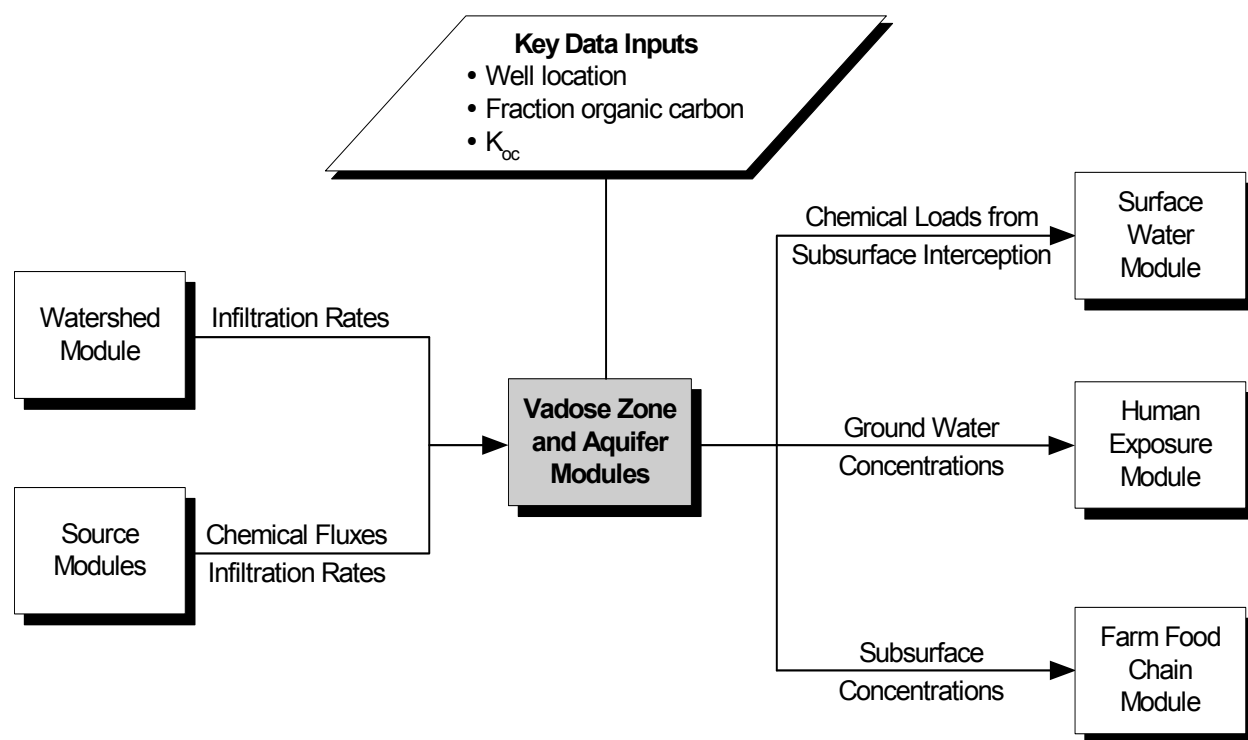 Key Data Inputs
• Well location
• Fraction organic carbon
• Koc
Watershed
Module
Infiltration Rates
Source
Modules
Chemical Fluxes
Infiltration Rates
Vadose Zone
and Aquifer
Modules
Chemical Loads from
Subsurface Interception
Surface
Water
Module
Ground Water
Concentrations
Human
Exposure
Module
Subsurface
Concentrations
Farm Food
Chain
Module